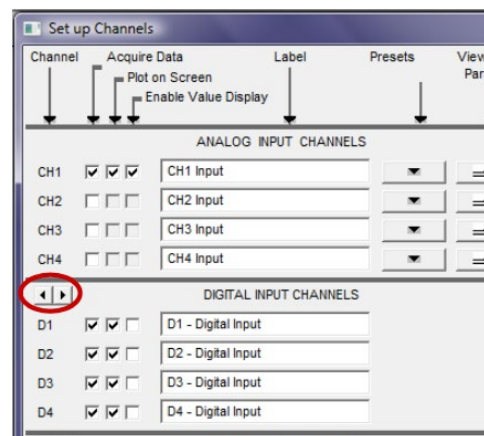 Set up Channels
Channel Acquire Data Label Presets View
Plot on Screen Par
Enable Value Display
ANALOG INPUT CHANNELS
CH1 CH1 Input
CH2 CH2 Input
CH3 CH3 Input
CH4 CH4 Input
DIGITAL INPUT CHANNELS
D1 D1 - Digital Input
D2 D2 - Digital Input
D3 D3 - Digital Input
D4 D4 - Digital Input